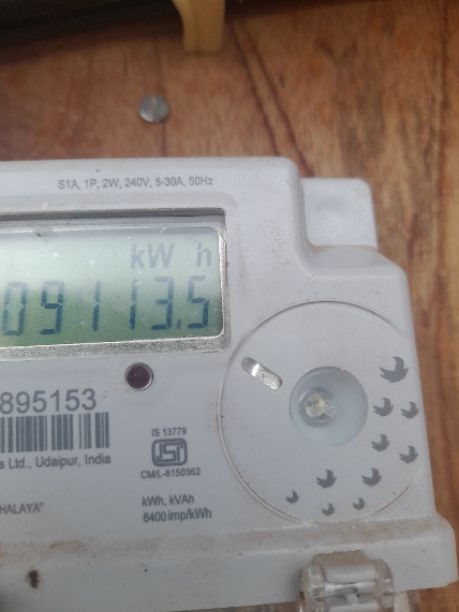 S1A, 1P, 2W, 240V, 5-30A, 50Hz
kW h
09113.5
895153
IS 13779
ISI
s Ltd., Udaipur, India
CM/L-8150362
HALAYA"
kWh, kVAh
6400 imp/kWh